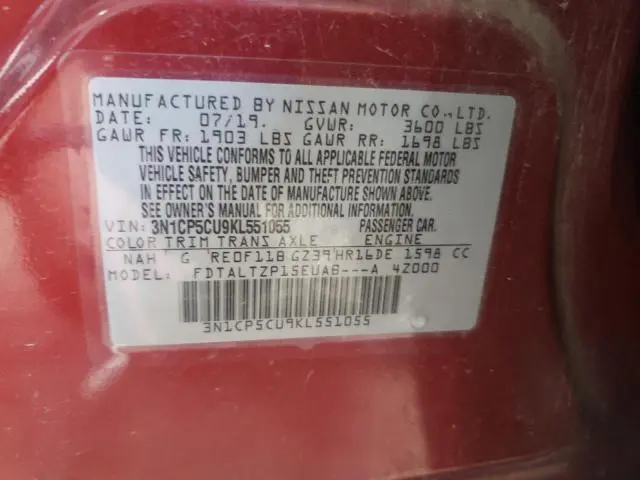 MANUFACTURED BY NISSAN MOTOR CO.,LTD.
DATE: 07/19. GVWR: 3600 LBS
GAWR FR: 1903 LBS GAWR RR: 1698 LBS
THIS VEHICLE CONFORMS TO ALL APPLICABLE FEDERAL MOTOR
VEHICLE SAFETY, BUMPER AND THEFT PREVENTION STANDARDS
IN EFFECT ON THE DATE OF MANUFACTURE SHOWN ABOVE.
SEE OWNER'S MANUAL FOR ADDITIONAL INFORMATION.
VIN: 3N1CP5CU9KL551055 PASSENGER CAR.
COLOR TRIM TRANS AXLE ENGINE
NAH G RE0F11B GZ39 HR16DE 1598 CC
MODEL: FDTALTZP15EUAB---A 4Z000
3N1CP5CU9KL551055